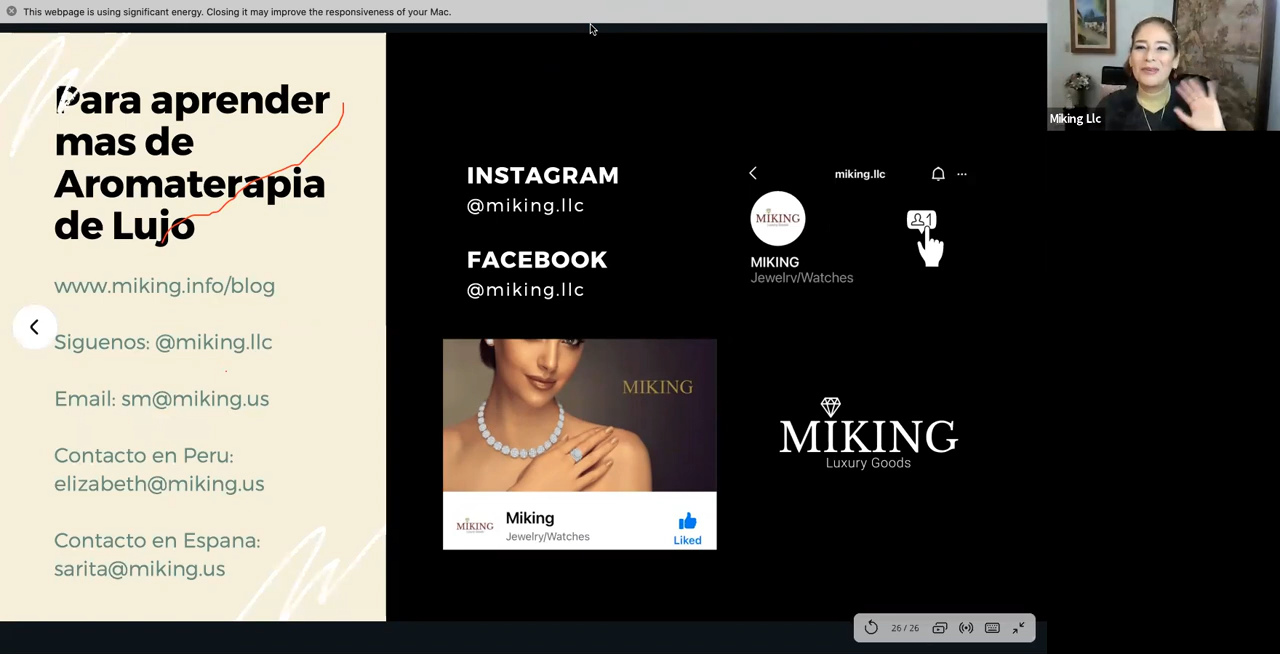 This webpage is using significant energy. Closing it may improve the responsiveness of your Mac.
Para aprender
mas de
Aromaterapia
de Lujo
www.miking.info/blog
Siguenos: @miking.llc
Email: sm@miking.us
Contacto en Peru:
elizabeth@miking.us
Contacto en Espana:
sarita@miking.us
INSTAGRAM
@miking.llc
FACEBOOK
@miking.llc
miking.llc
MIKING
1
MIKING
Jewelry/Watches
MIKING
MIKING
Miking
Jewelry/Watches
Liked
MIKING
Luxury Goods
26 / 26
Miking Llc